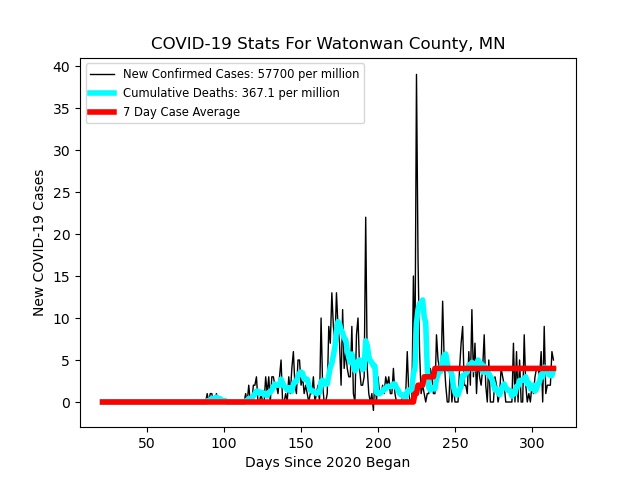 COVID-19 Stats For Watonwan County, MN
New Confirmed Cases: 57700 per million
Cumulative Deaths: 367.1 per million
7 Day Case Average
New COVID-19 Cases
40
35
30
25
20
15
10
5
0
50 100 150 200 250 300
Days Since 2020 Began